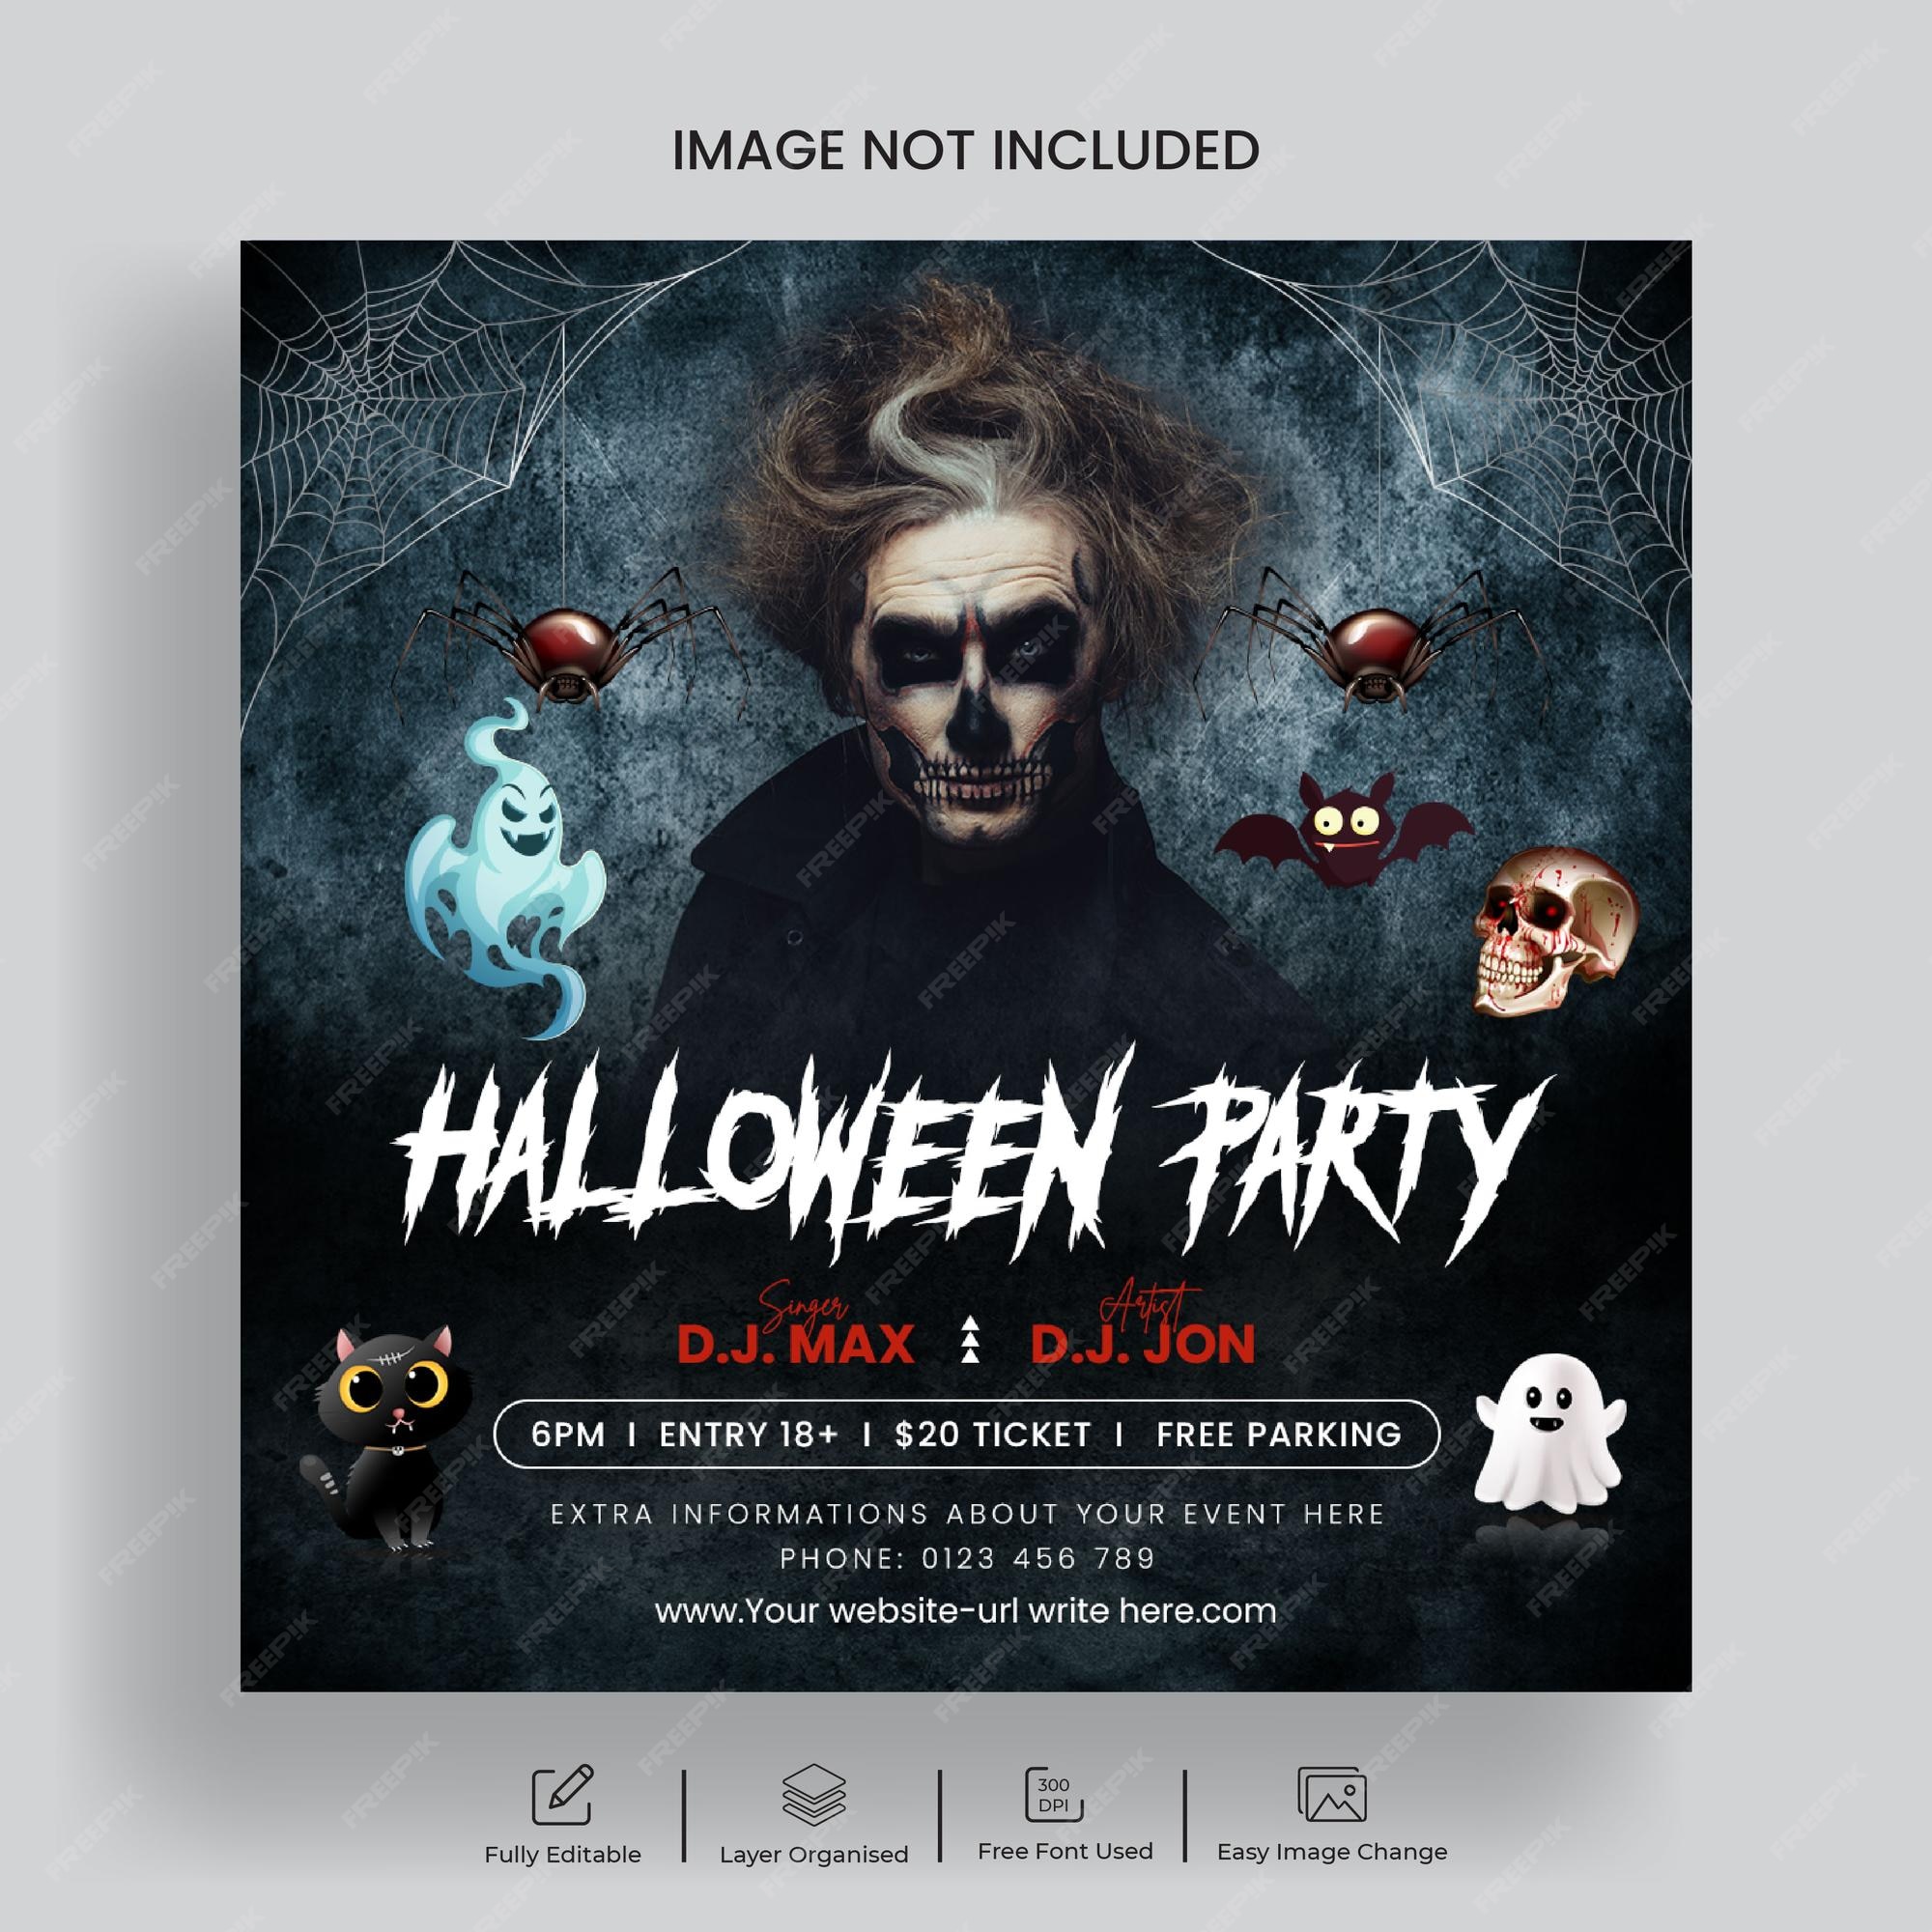 IMAGE NOT INCLUDED
HALLOWEEN PARTY
Singer Artist
D.J. MAX D.J. JON
6PM I ENTRY 18+ I $20 TICKET I FREE PARKING
EXTRA INFORMATIONS ABOUT YOUR EVENT HERE
PHONE: 0123 456 789
www.Your website-url write here.com
300
DPI
Fully Editable Layer Organised Free Font Used Easy Image Change
FREEPIK